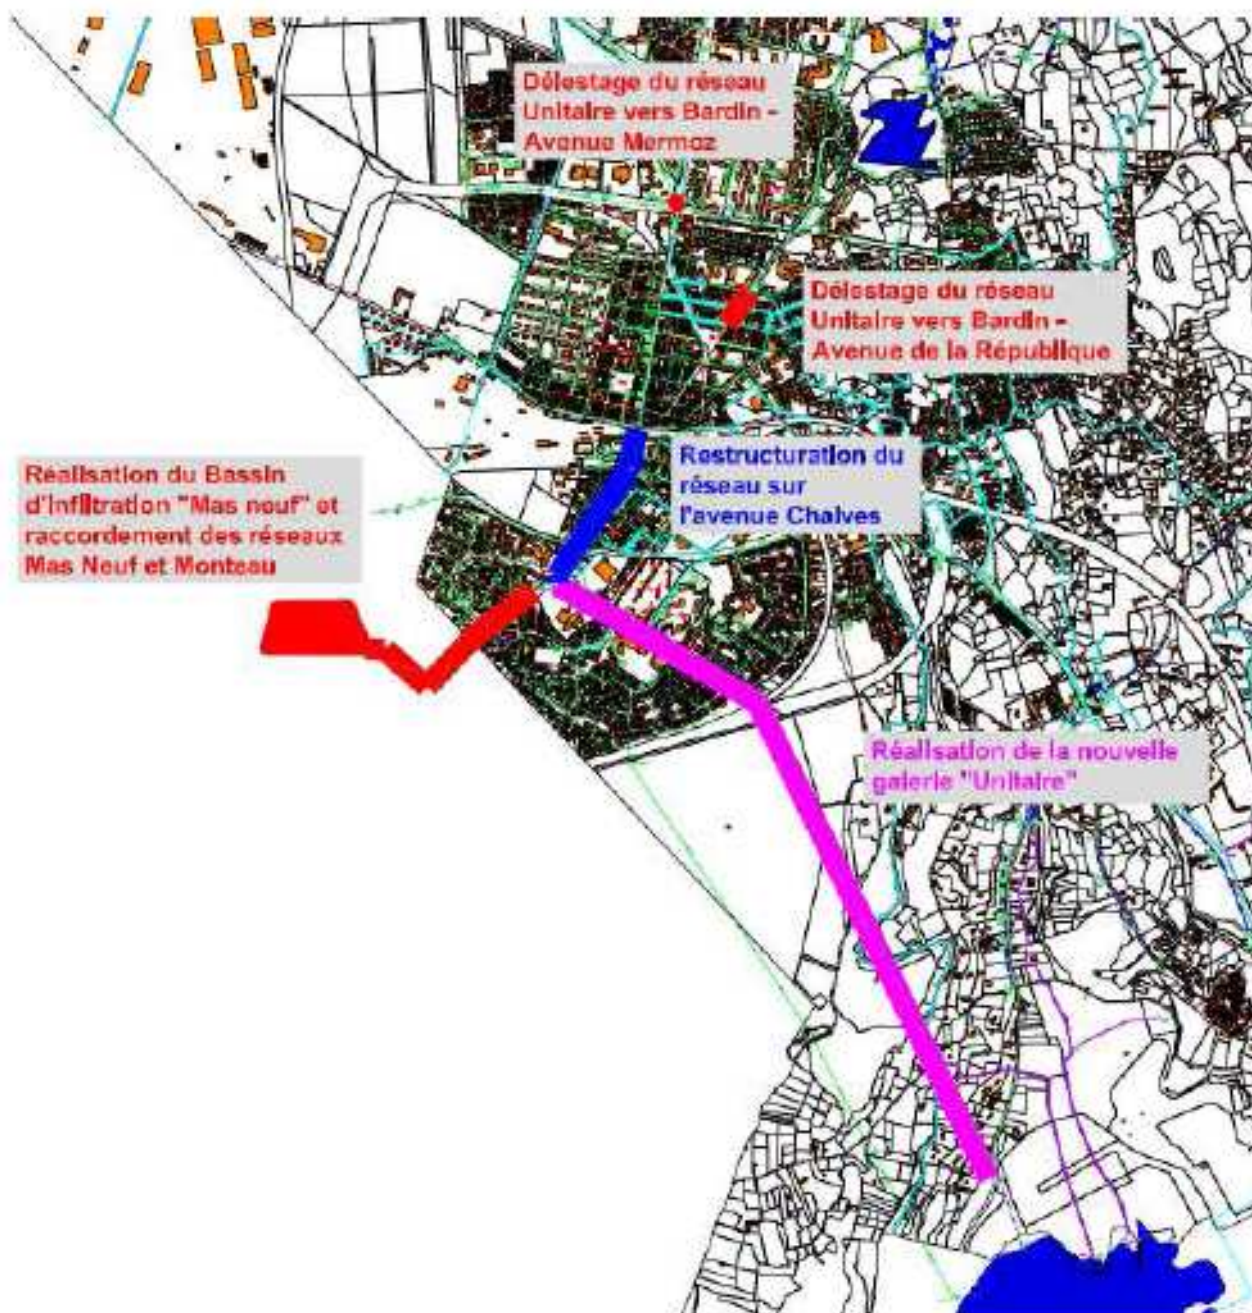 Délestage du réseau
Unitaire vers Bardin -
Avenue Mermoz
Délestage du réseau
Unitaire vers Bardin -
Avenue de la République
Restructuration du
réseau sur
l'avenue Chalves
Réalisation du Bassin
d'infiltration "Mas neuf" et
raccordement des réseaux
Mas Neuf et Monteau
Réalisation de la nouvelle
galerie "Unitaire"